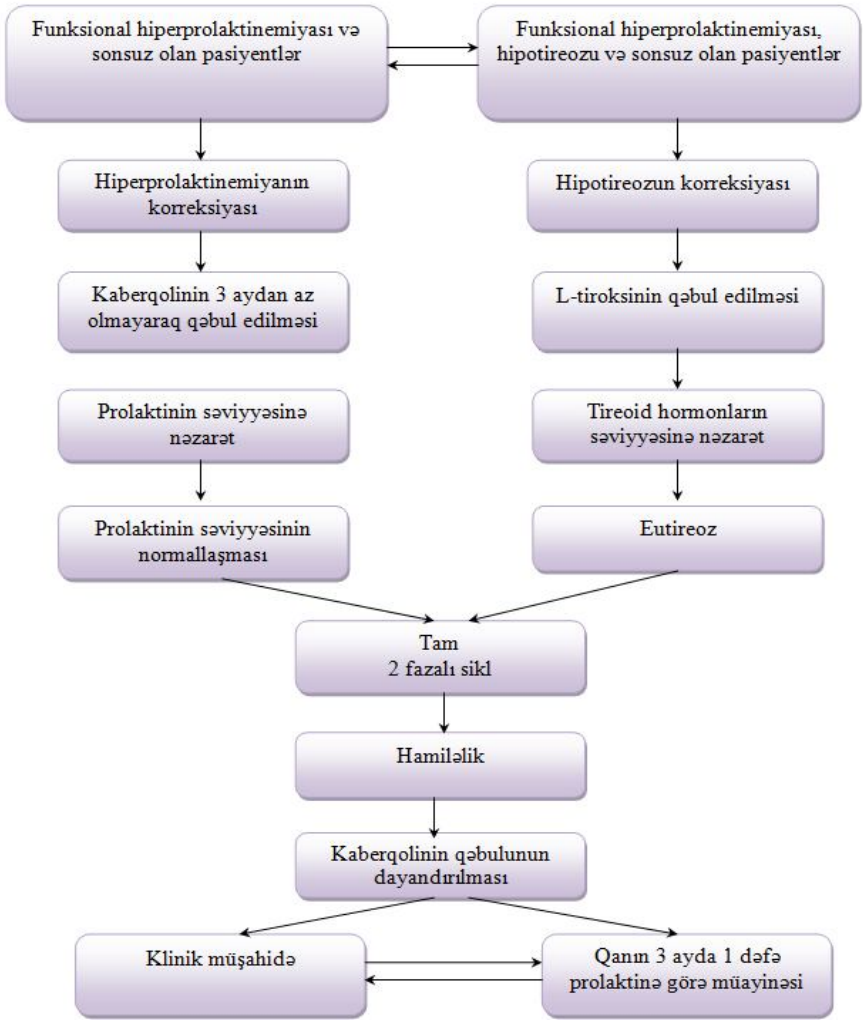 Funksional hiperprolaktinemiyası və
sonsuz olan pasiyentlər
Funksional hiperprolaktinemiyası,
hipotireozu və sonsuz olan pasiyentlər
Hiperprolaktinemiyanın
korreksiyası
Hipotireozun korreksiyası
Kaberqolinin 3 aydan az
olmayaraq qəbul edilməsi
L-tiroksinin qəbul edilməsi
Prolaktinin səviyyəsinə
nəzarət
Tireoid hormonların
səviyyəsinə nəzarət
Prolaktinin səviyyəsinin
normallaşması
Eutireoz
Tam
2 fazalı sikl
Hamiləlik
Kaberqolinin qəbulunun
dayandırılması
Klinik müşahidə
Qanın 3 ayda 1 dəfə
prolaktinə görə müayinəsi